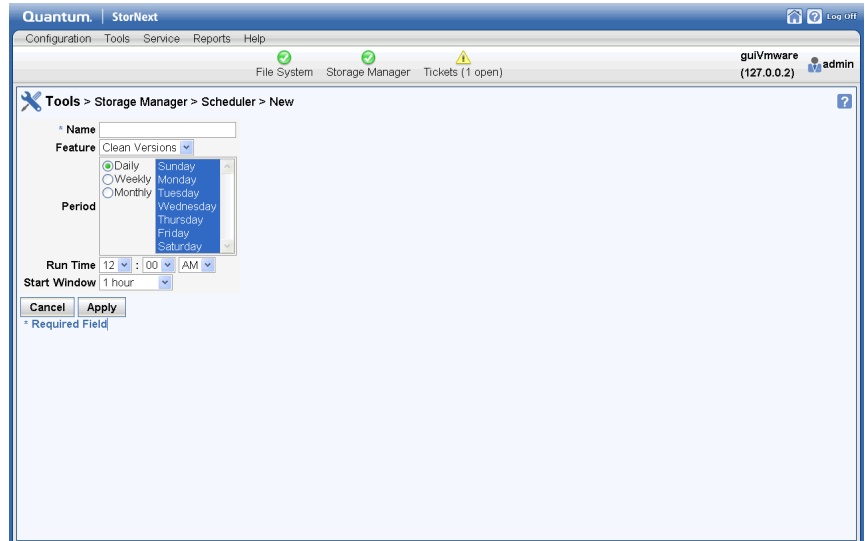 Quantum. StorNext Log Off
Configuration Tools Service Reports Help
File System Storage Manager Tickets (1 open)
guiVmware
(127.0.0.2)
admin
Tools > Storage Manager > Scheduler > New ?
* Name
Feature Clean Versions
Period
Daily
Weekly
Monthly
Sunday
Monday
Tuesday
Wednesday
Thursday
Friday
Saturday
Run Time 12 : 00 AM
Start Window 1 hour
Cancel Apply
* Required Field